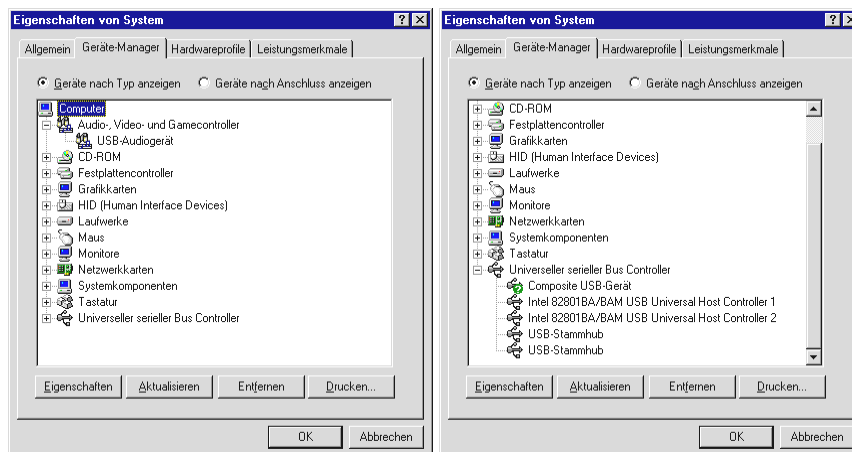 Eigenschaften von System
Allgemein Geräte-Manager Hardwareprofile Leistungsmerkmale
Geräte nach Typ anzeigen Geräte nach Anschluss anzeigen
Computer
Audio-, Video- und Gamecontroller
USB-Audiogerät
CD-ROM
Festplattencontroller
Grafikkarten
HID (Human Interface Devices)
Laufwerke
Maus
Monitore
Netzwerkkarten
Systemkomponenten
Tastatur
Universeller serieller Bus Controller
Eigenschaften Aktualisieren Entfernen Drucken...
OK Abbrechen
Eigenschaften von System
Allgemein Geräte-Manager Hardwareprofile Leistungsmerkmale
Geräte nach Typ anzeigen Geräte nach Anschluss anzeigen
CD-ROM
Festplattencontroller
Grafikkarten
HID (Human Interface Devices)
Laufwerke
Maus
Monitore
Netzwerkkarten
Systemkomponenten
Tastatur
Universeller serieller Bus Controller
Composite USB-Gerät
Intel 82801BA/BAM USB Universal Host Controller 1
Intel 82801BA/BAM USB Universal Host Controller 2
USB-Stammhub
USB-Stammhub
Eigenschaften Aktualisieren Entfernen Drucken...
OK Abbrechen